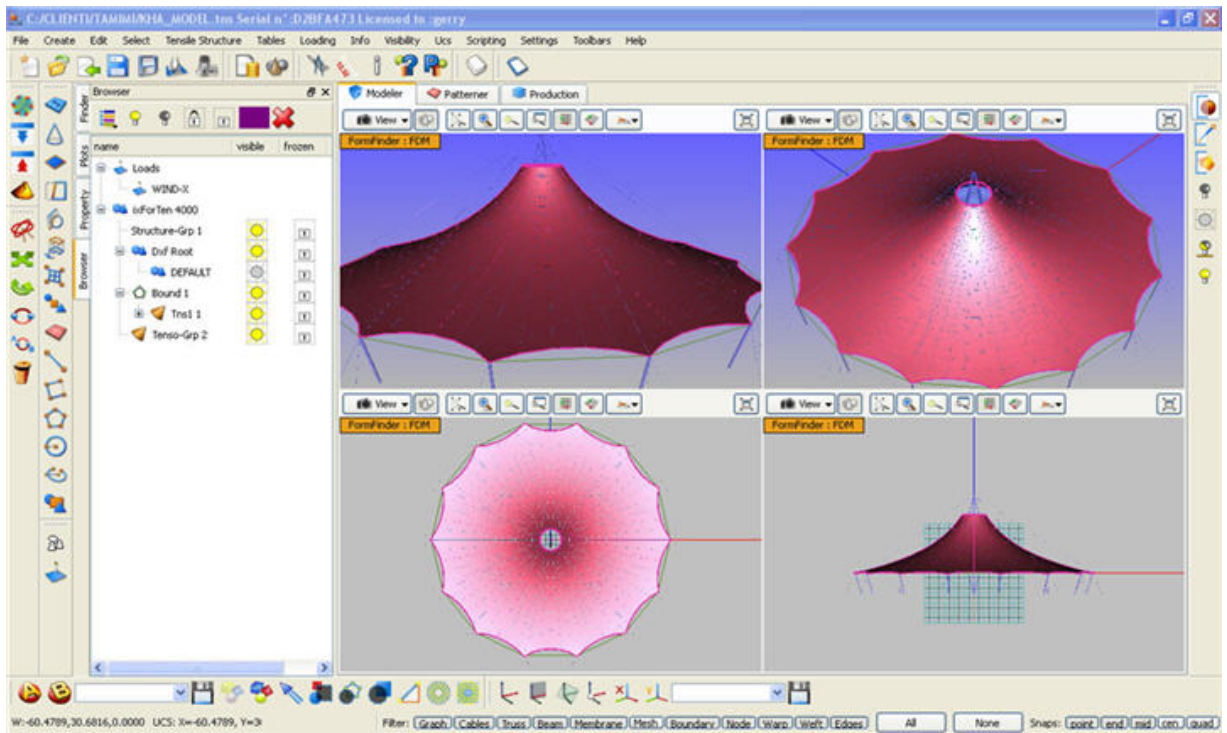 C:/CLIENTI/TAMIMI/KHA_MODEL.tns Serial n°:D2BFA473 Licensed to :gerry
File Create Edit Select Tensile Structure Tables Loading Info Visibility Ucs Scripting Settings Toolbars Help
Browser
Modeler Patterner Production
Finder
Plots
Property
Browser
View
View
FormFinder : FDM
FormFinder : FDM
name visible frozen
Loads
WIND-X
ixForTen 4000
Structure-Grp 1
Dxf Root
DEFAULT
Bound 1
Tns1 1
Tenso-Grp 2
View
View
FormFinder : FDM
FormFinder : FDM
W:-60.4789,30.6816,0.0000 UCS: X=-60.4789, Y=3
Filter: Graph Cables Truss Beam Membrane Mesh Boundary Node Warp Weft Edges All None Snaps: point end mid cen quad